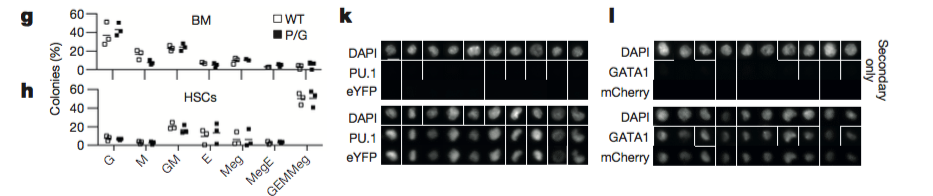 g
BM
WT
P/G
60
40
20
0
Colonies (%)
h
HSCs
60
40
20
0
G M GM E Meg MegE GEMMeg
k
DAPI
PU.1
eYFP
DAPI
PU.1
eYFP
l
DAPI
GATA1
mCherry
Secondary only
DAPI
GATA1
mCherry